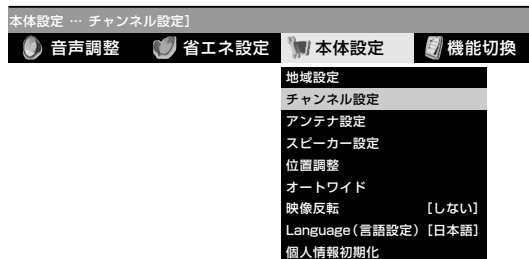 本体設定 … チャンネル設定]
音声調整 省エネ設定 本体設定 機能切換
地域設定
チャンネル設定
アンテナ設定
スピーカー設定
位置調整
オートワイド
映像反転 [しない]
Language(言語設定) [日本語]
個人情報初期化